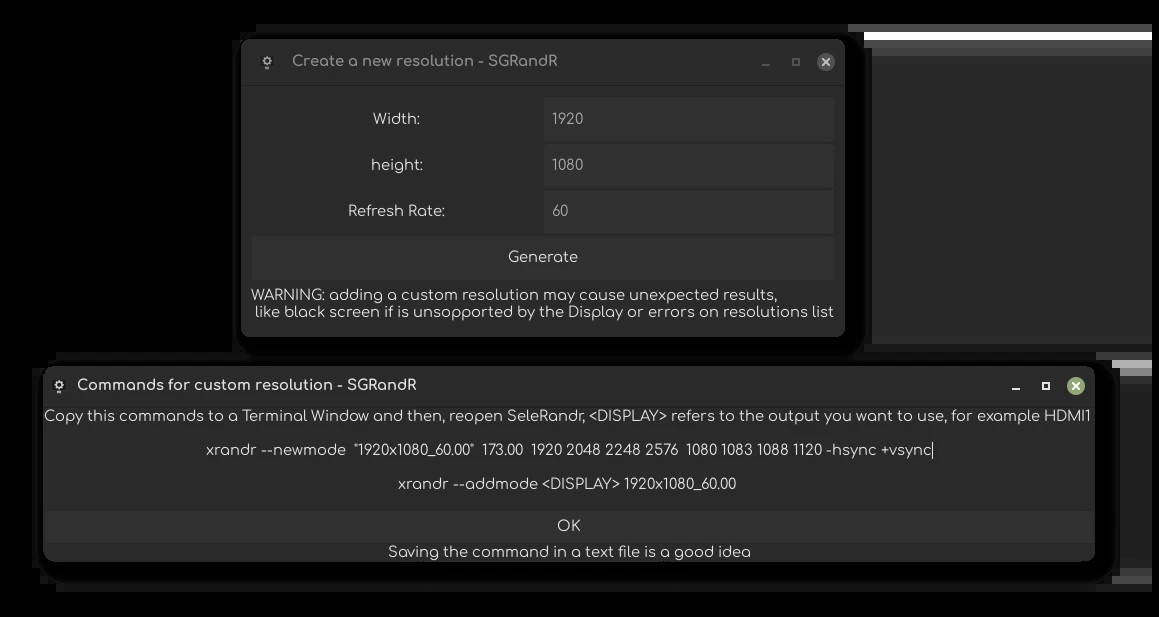 Create a new resolution - SGRandR
Width: 1920
height: 1080
Refresh Rate: 60
Generate
WARNING: adding a custom resolution may cause unexpected results,
like black screen if is unsopported by the Display or errors on resolutions list
Commands for custom resolution - SGRandR
Copy this commands to a Terminal Window and then, reopen SeleRandr, <DISPLAY> refers to the output you want to use, for example HDMI1
xrandr --newmode "1920x1080_60.00" 173.00 1920 2048 2248 2576 1080 1083 1088 1120 -hsync +vsync
xrandr --addmode <DISPLAY> 1920x1080_60.00
OK
Saving the command in a text file is a good idea